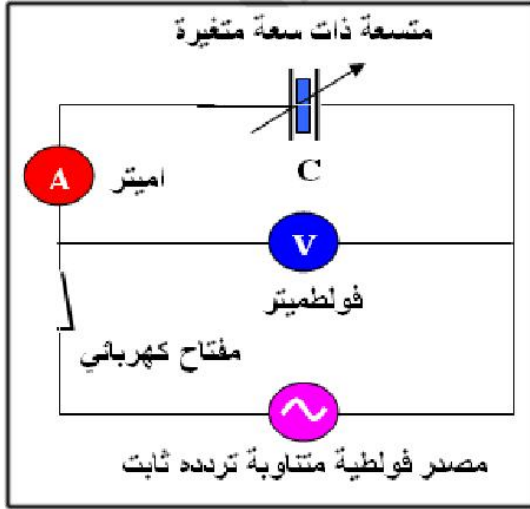 متسعة ذات سعة متغيرة
C
A
اميتر
V
فولطميتر
مفتاح كهربائي
مصدر فولطية متناوبة تردده ثابت